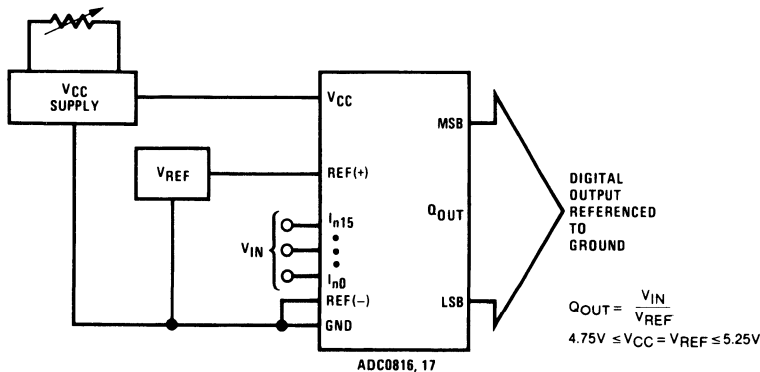 VCC
SUPPLY
VREF
VCC
REF(+)
VIN
In15
In0
REF(−)
GND
MSB
QOUT
LSB
DIGITAL
OUTPUT
REFERENCED
TO
GROUND
QOUT = VIN / VREF
4.75V ≤ VCC = VREF ≤ 5.25V
ADC0816, 17